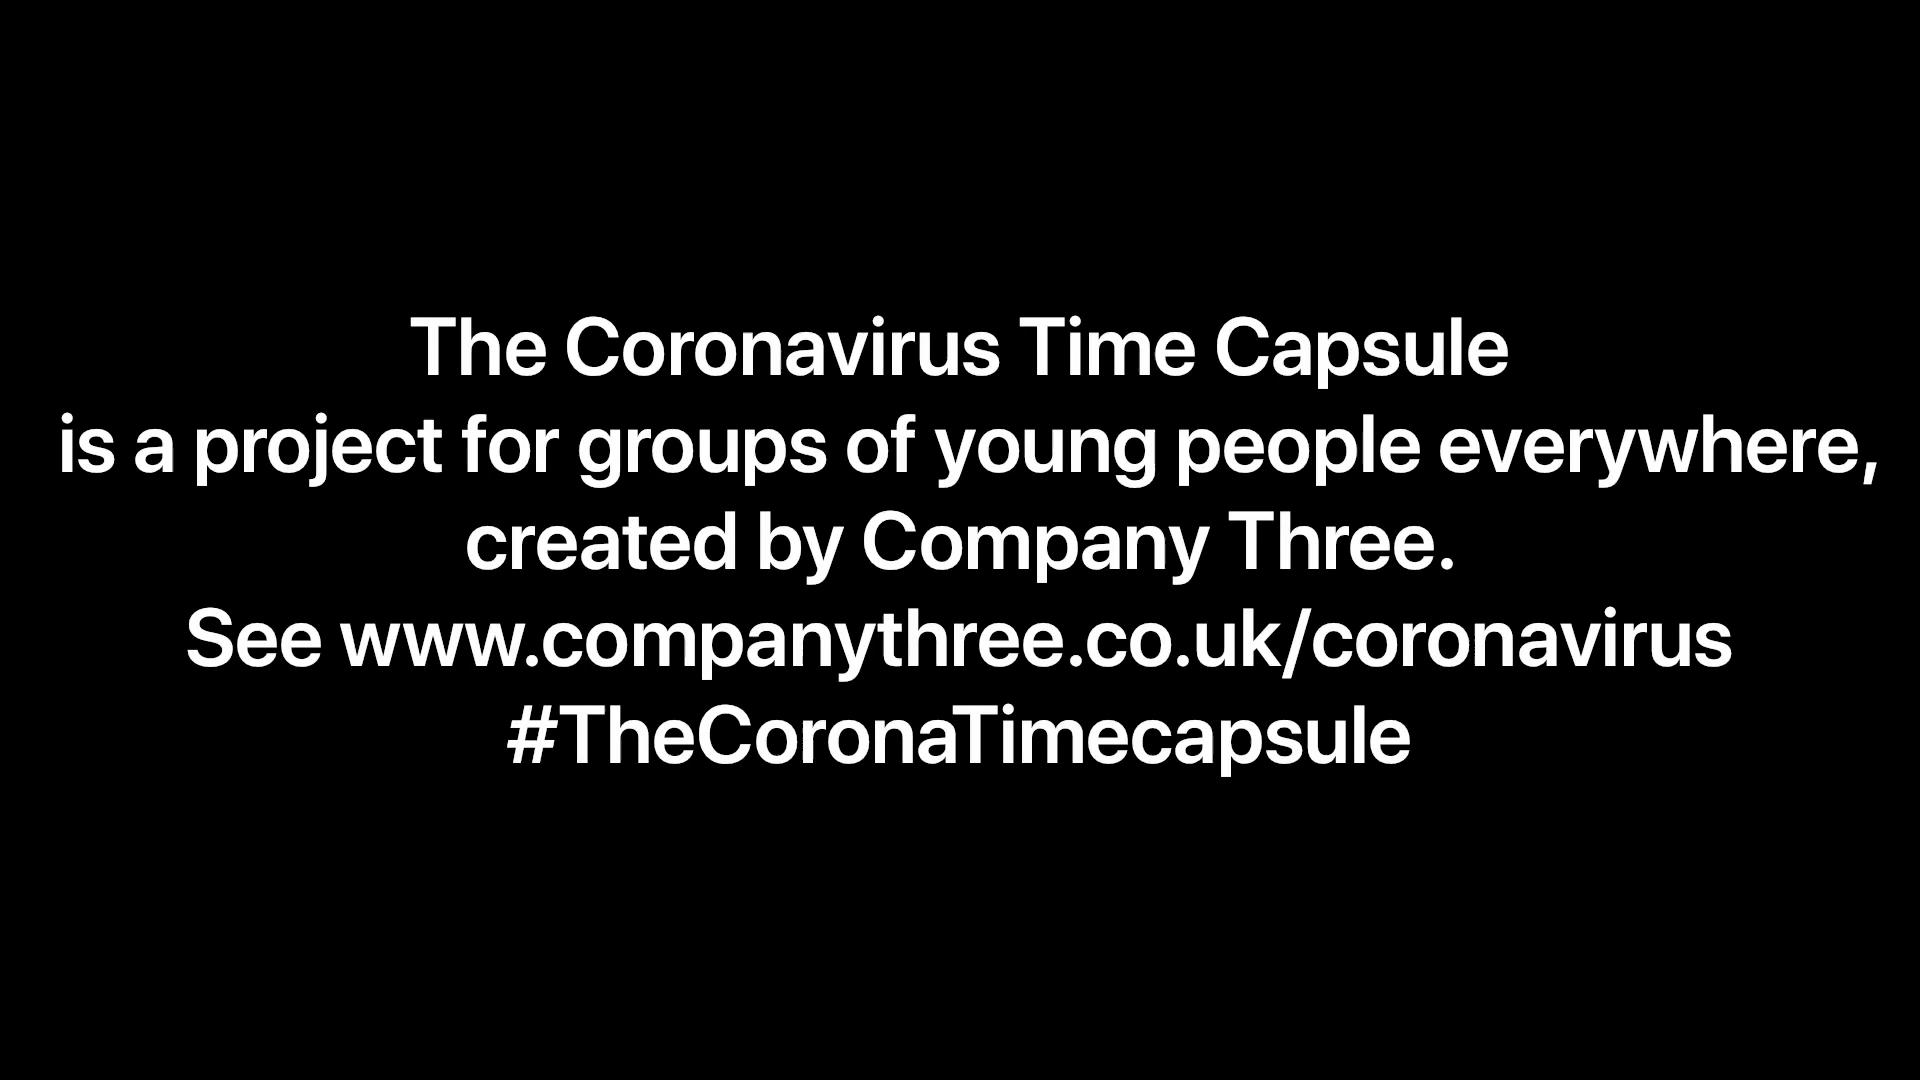 The Coronavirus Time Capsule
is a project for groups of young people everywhere,
created by Company Three.
See www.companythree.co.uk/coronavirus
#TheCoronaTimecapsule